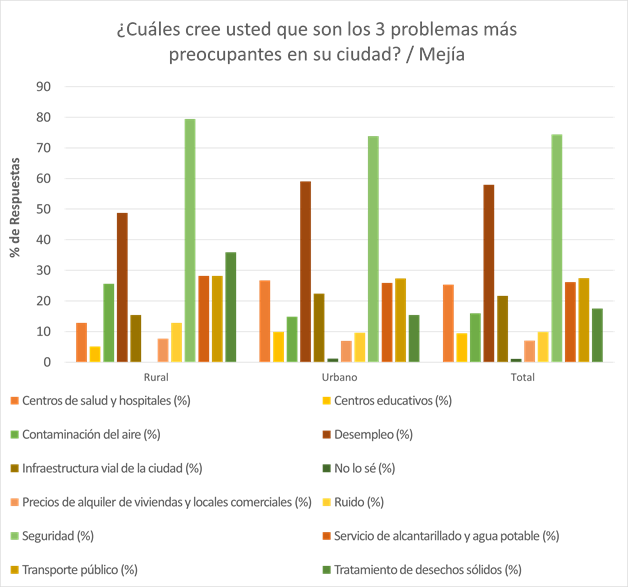 ¿Cuáles cree usted que son los 3 problemas más
preocupantes en su ciudad? / Mejía
% de Respuestas
90
80
70
60
50
40
30
20
10
0
Rural Urbano Total
Centros de salud y hospitales (%) Centros educativos (%)
Contaminación del aire (%) Desempleo (%)
Infraestructura vial de la ciudad (%) No lo sé (%)
Precios de alquiler de viviendas y locales comerciales (%) Ruido (%)
Seguridad (%) Servicio de alcantarillado y agua potable (%)
Transporte público (%) Tratamiento de desechos sólidos (%)